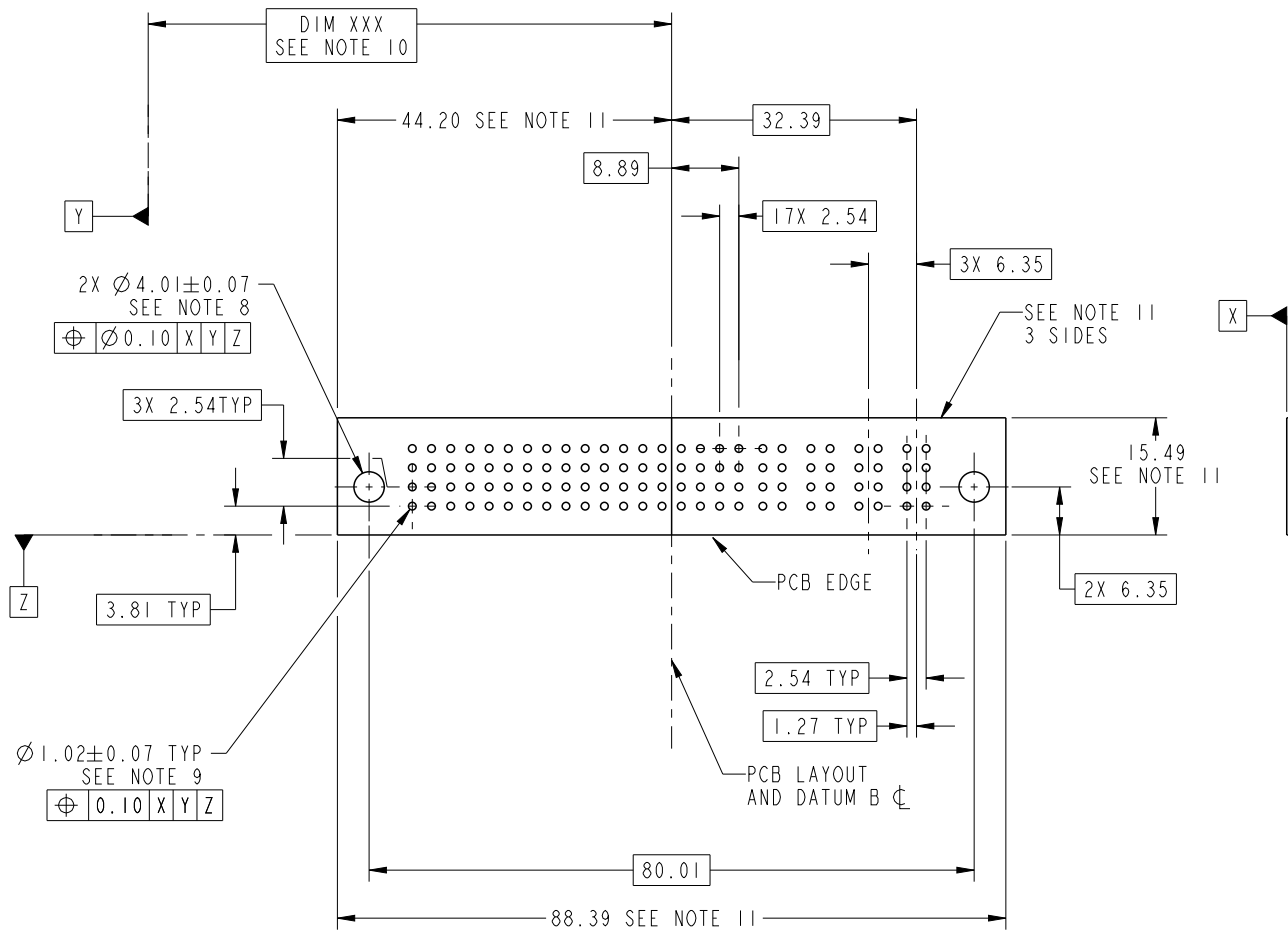 DIM XXX
SEE NOTE 10
44.20 SEE NOTE 11
32.39
8.89
Y
17X 2.54
3X 6.35
2X Ø4.01±0.07
SEE NOTE 8
⌖ Ø0.10 X Y Z
SEE NOTE 11
3 SIDES
X
3X 2.54TYP
15.49
SEE NOTE 11
PCB EDGE
Z
3.81 TYP
2X 6.35
2.54 TYP
1.27 TYP
Ø1.02±0.07 TYP
SEE NOTE 9
⌖ 0.10 X Y Z
PCB LAYOUT
AND DATUM B ℄
80.01
88.39 SEE NOTE 11